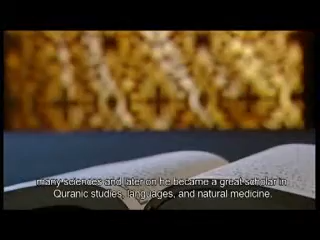 many sciences and later on he became a great scholar in
Quranic studies, languages, and natural medicine.